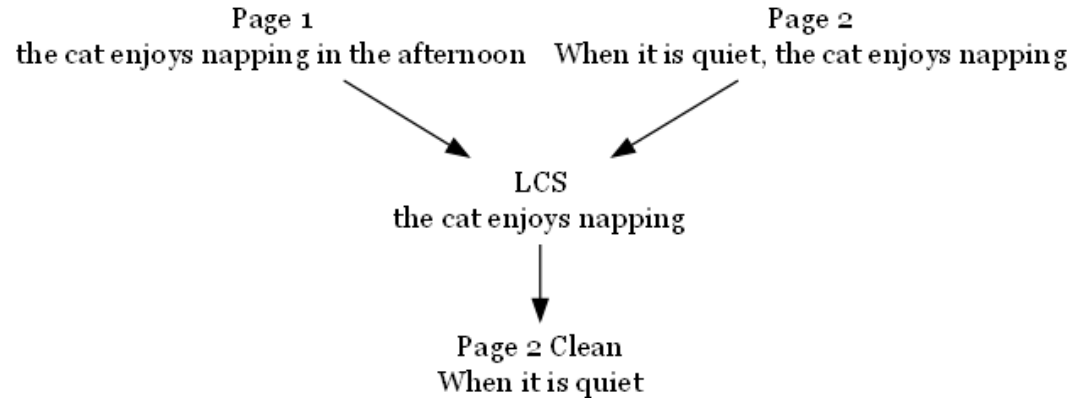 Page 1
the cat enjoys napping in the afternoon
Page 2
When it is quiet, the cat enjoys napping
LCS
the cat enjoys napping
Page 2 Clean
When it is quiet